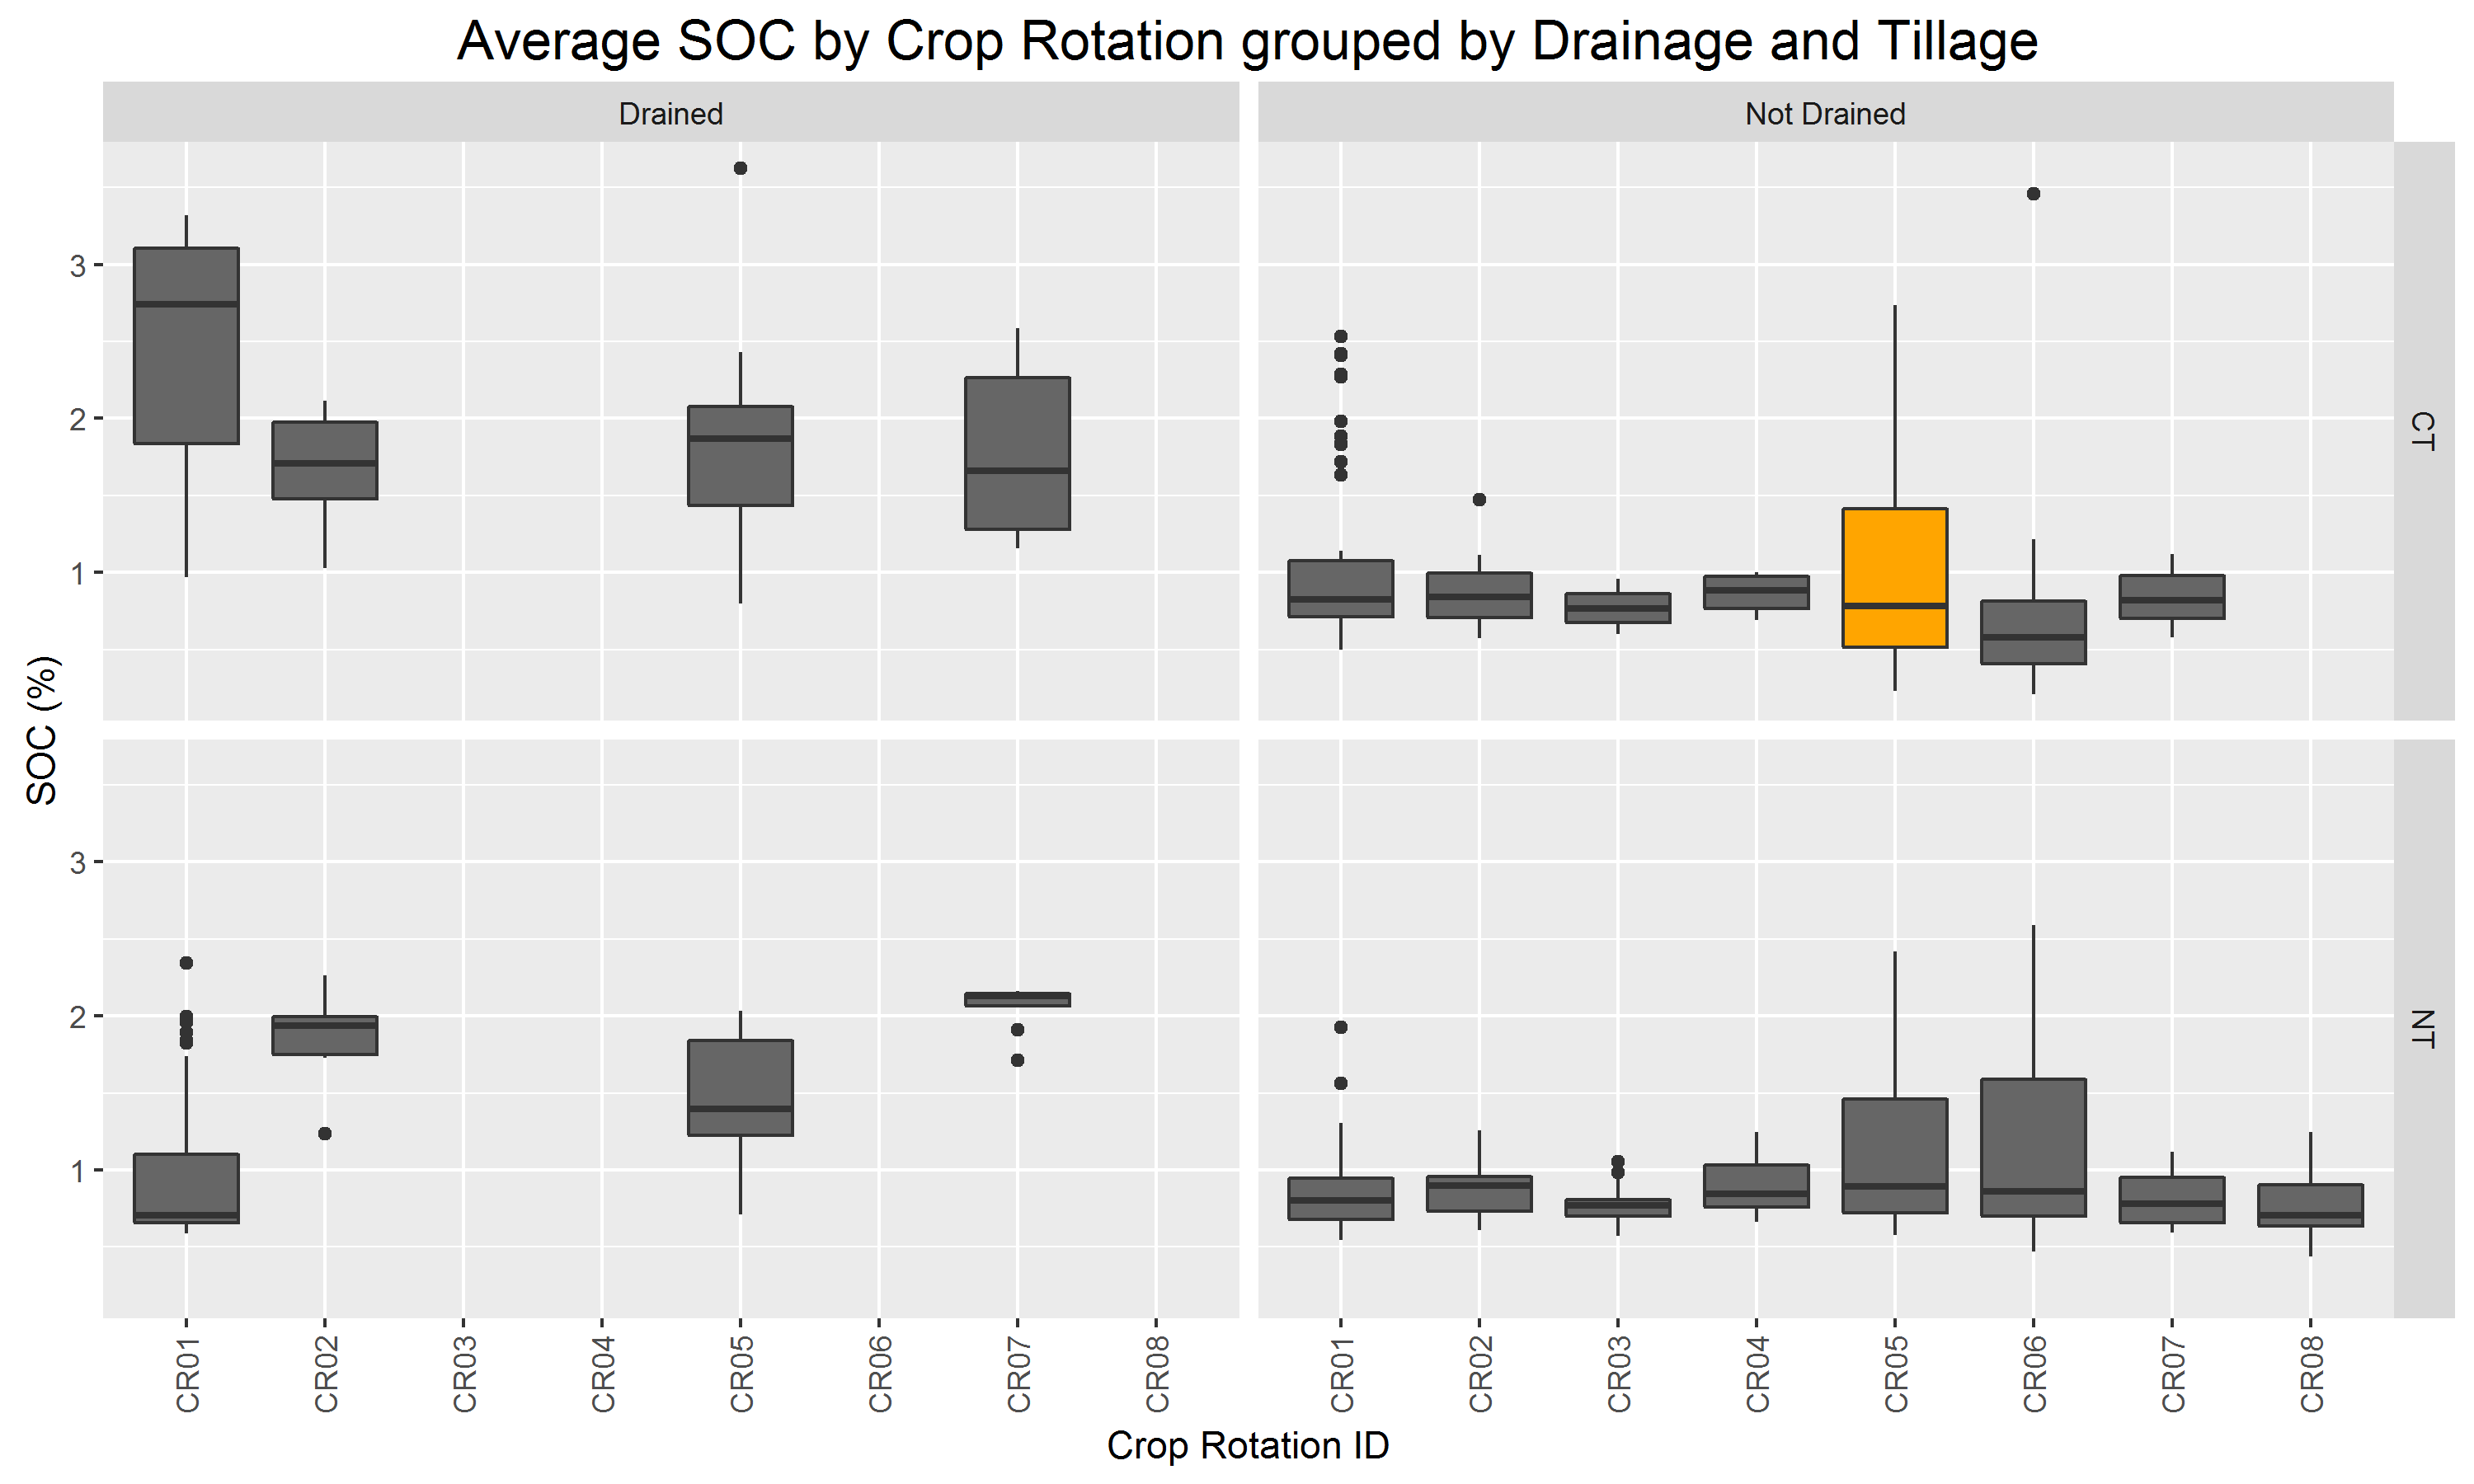 Average SOC by Crop Rotation grouped by Drainage and Tillage
Drained
Not Drained
3
2
1
CT
SOC (%)
3
2
1
NT
CR01
CR02
CR03
CR04
CR05
CR06
CR07
CR08
CR01
CR02
CR03
CR04
CR05
CR06
CR07
CR08
Crop Rotation ID